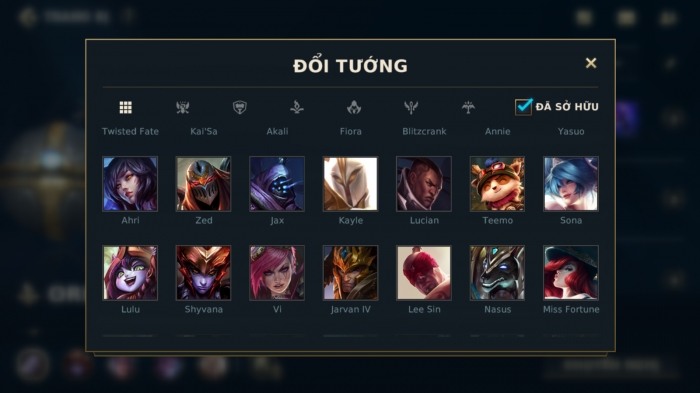 ĐỔI TƯỚNG
ĐÃ SỞ HỮU
Twisted Fate Kai'Sa Akali Fiora Blitzcrank Annie Yasuo
Ahri Zed Jax Kayle Lucian Teemo Sona
Lulu Shyvana Vi Jarvan IV Lee Sin Nasus Miss Fortune